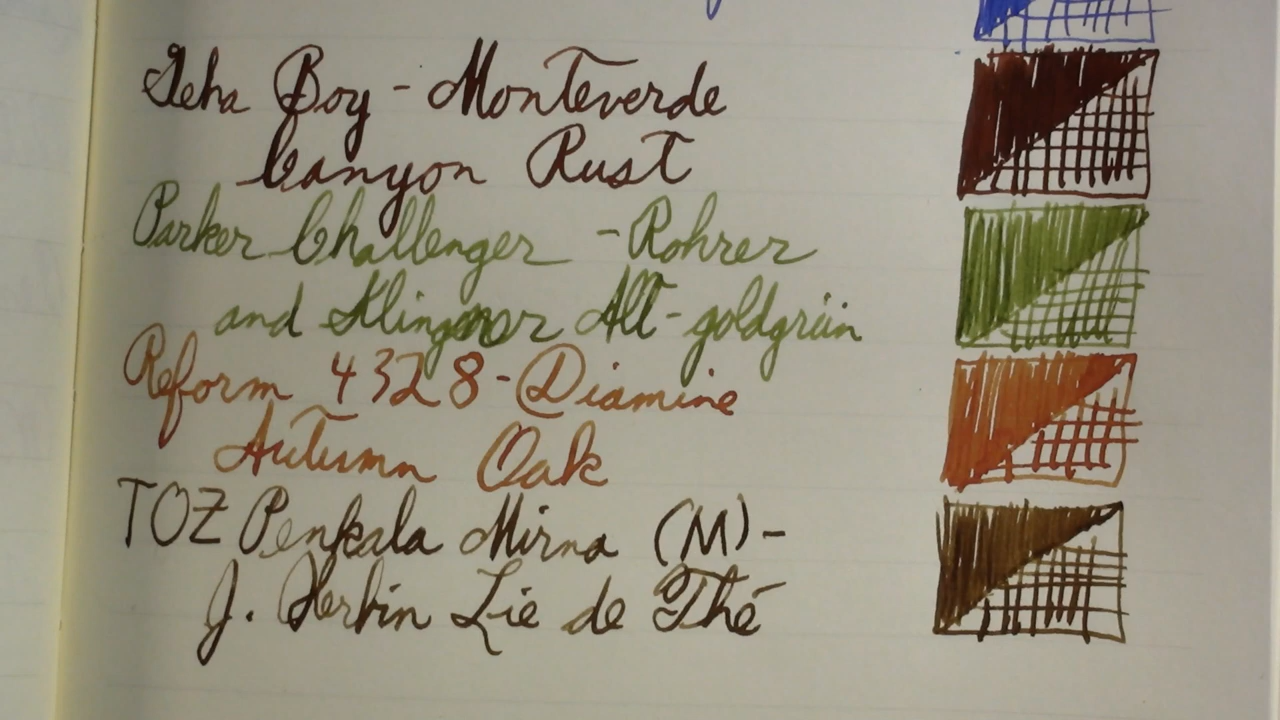 Geha Boy - Monteverde
Canyon Rust
Parker Challenger - Rohrer
and Klingnor Alt-goldgrün
Reform 4328 - Diamine
Autumn Oak
TOZ Penkala Mirna (M) -
J. Herbin Lie de Thé